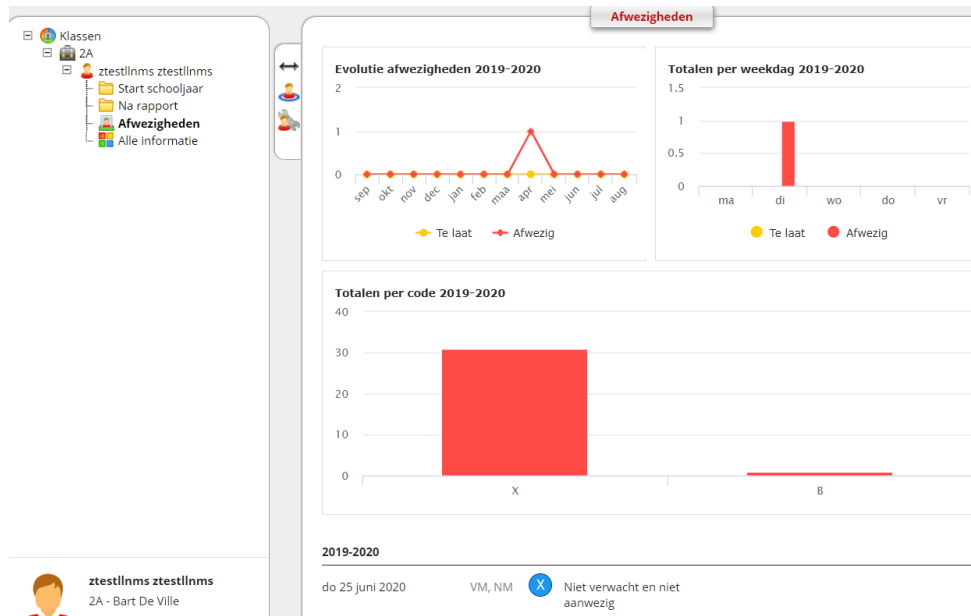 Klassen
2A
ztestllnms ztestllnms
Start schooljaar
Na rapport
Afwezigheden
Alle informatie
ztestllnms ztestllnms
2A - Bart De Ville
Afwezigheden
Evolutie afwezigheden 2019-2020
2
1
0
sep okt nov dec jan feb maa apr mei jun jul aug
Te laat Afwezig
Totalen per weekdag 2019-2020
1.5
1
0.5
0
ma di wo do vr
Te laat Afwezig
Totalen per code 2019-2020
40
30
20
10
0
X B
2019-2020
do 25 juni 2020 VM, NM X Niet verwacht en niet
aanwezig